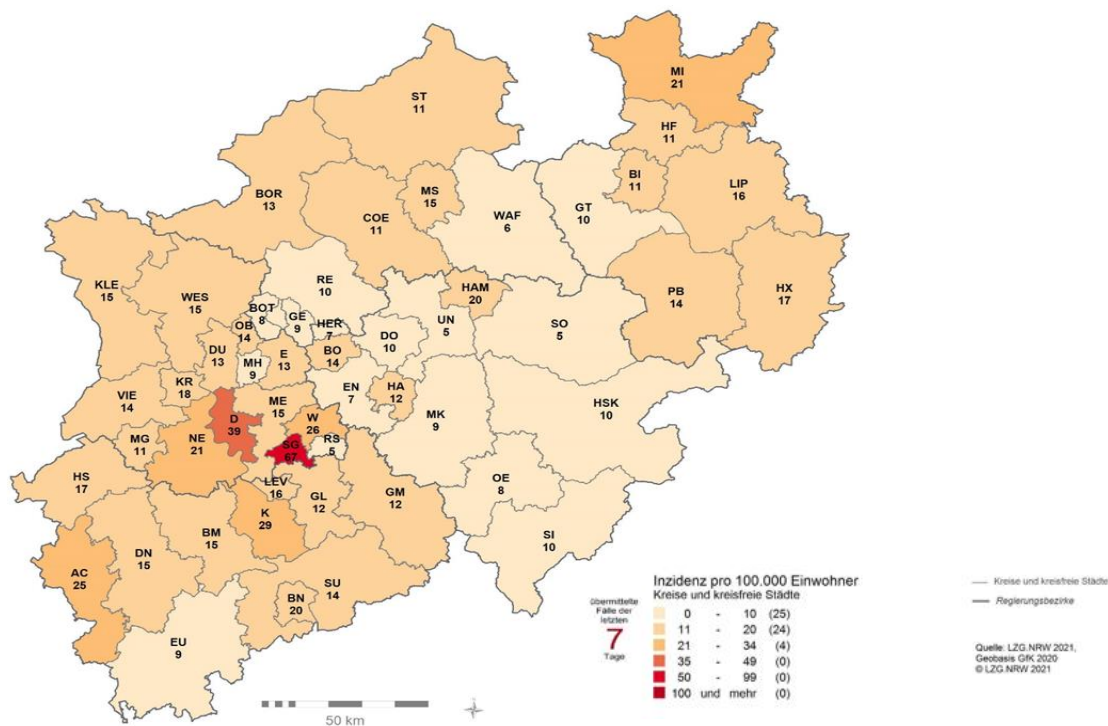 MI
21
ST
11
HF
11
BI
11
LIP
16
MS
15
BOR
13
GT
10
COE
11
WAF
6
RE
10
KLE
15
WES
15
HAM
20
PB
14
HX
17
BOT
8
GE
9
HER
7
UN
5
SO
5
OB
14
DO
10
DU
13
E
13
BO
14
MH
9
KR
18
EN
7
HA
12
VIE
14
ME
15
MK
9
HSK
10
D
39
W
26
MG
11
NE
21
SG
67
RS
5
HS
17
LEV
16
OE
8
GL
12
GM
12
K
29
BM
15
SI
10
DN
15
AC
25
SU
14
BN
20
EU
9
50 km
übermittelte
Fälle der
letzten
7
Tage
Inzidenz pro 100.000 Einwohner
Kreise und kreisfreie Städte
0 - 10 (25)
11 - 20 (24)
21 - 34 (4)
35 - 49 (0)
50 - 99 (0)
100 und mehr (0)
Kreise und kreisfreie Städte
Regierungsbezirke
Quelle: LZG.NRW 2021,
Geobasis GfK 2020
© LZG.NRW 2021